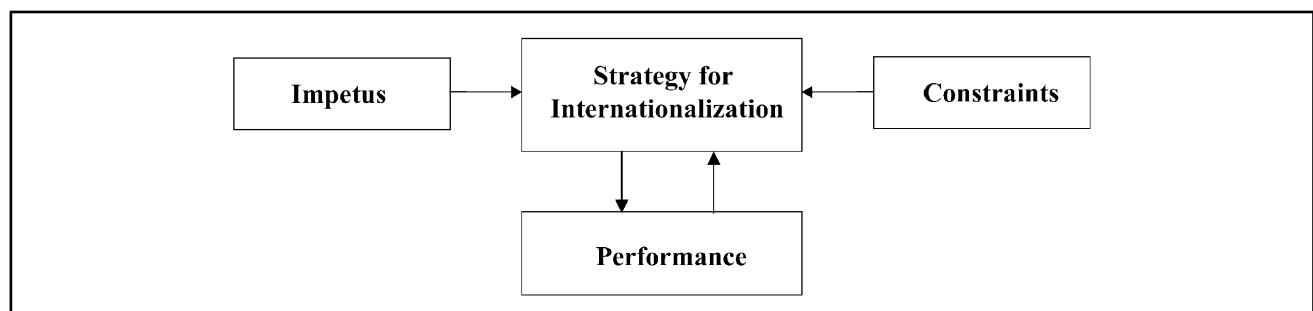 Impetus
Strategy for
Internationalization
Constraints
Performance